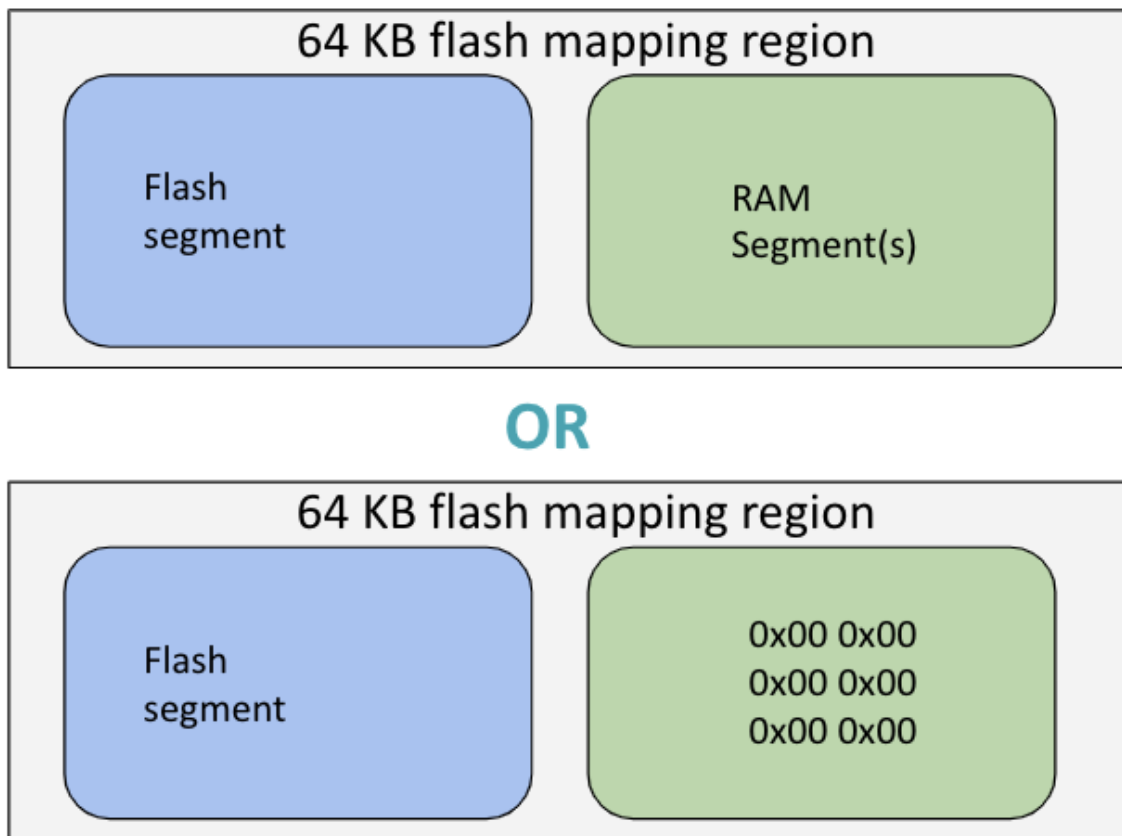 64 KB flash mapping region
Flash
segment
RAM
Segment(s)
OR
64 KB flash mapping region
Flash
segment
0x00 0x00
0x00 0x00
0x00 0x00